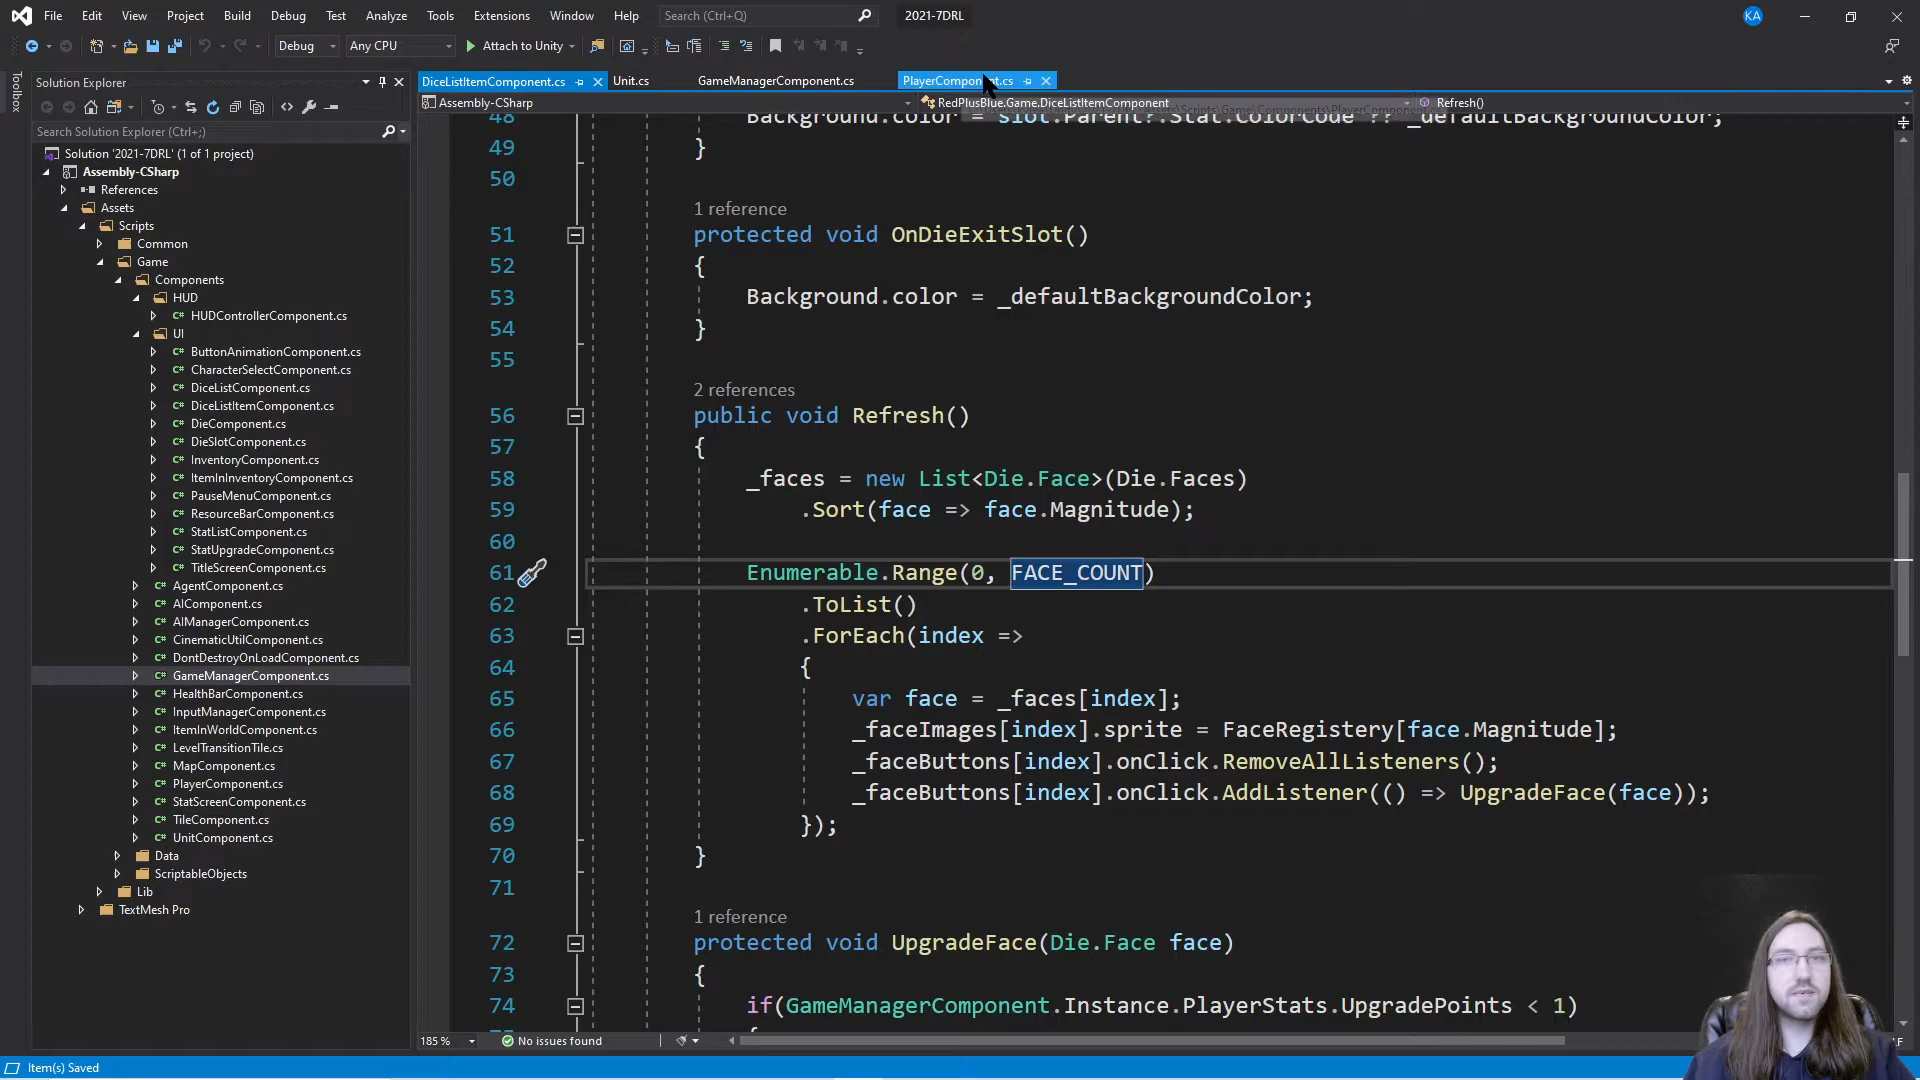 File Edit View Project Build Debug Test Analyze Tools Extensions Window Help Search (Ctrl+Q) 2021-7DRL KA
Debug Any CPU Attach to Unity
Toolbox
Solution Explorer
Search Solution Explorer (Ctrl+;)
Solution '2021-7DRL' (1 of 1 project)
Assembly-CSharp
References
Assets
Scripts
Common
Game
Components
HUD
C# HUDControllerComponent.cs
UI
C# ButtonAnimationComponent.cs
C# CharacterSelectComponent.cs
C# DiceListComponent.cs
C# DiceListItemComponent.cs
C# DieComponent.cs
C# DieSlotComponent.cs
C# InventoryComponent.cs
C# ItemInInventoryComponent.cs
C# PauseMenuComponent.cs
C# ResourceBarComponent.cs
C# StatListComponent.cs
C# StatUpgradeComponent.cs
C# TitleScreenComponent.cs
C# AgentComponent.cs
C# AIComponent.cs
C# AIManagerComponent.cs
C# CinematicUtilComponent.cs
C# DontDestroyOnLoadComponent.cs
C# GameManagerComponent.cs
C# HealthBarComponent.cs
C# InputManagerComponent.cs
C# ItemInWorldComponent.cs
C# LevelTransitionTile.cs
C# MapComponent.cs
C# PlayerComponent.cs
C# StatScreenComponent.cs
C# TileComponent.cs
C# UnitComponent.cs
Data
ScriptableObjects
Lib
TextMesh Pro
DiceListItemComponent.cs Unit.cs GameManagerComponent.cs PlayerComponent.cs
Assembly-CSharp RedPlusBlue.Game.DiceListItemComponent Refresh()
48 Background.color = slot.Parent?.Stat.ColorCode ?? _defaultBackgroundColor;
49 }
50
1 reference
51 protected void OnDieExitSlot()
52 {
53 Background.color = _defaultBackgroundColor;
54 }
55
2 references
56 public void Refresh()
57 {
58 _faces = new List<Die.Face>(Die.Faces)
59 .Sort(face => face.Magnitude);
60
61 Enumerable.Range(0, FACE_COUNT)
62 .ToList()
63 .ForEach(index =>
64 {
65 var face = _faces[index];
66 _faceImages[index].sprite = FaceRegistery[face.Magnitude];
67 _faceButtons[index].onClick.RemoveAllListeners();
68 _faceButtons[index].onClick.AddListener(() => UpgradeFace(face));
69 });
70 }
71
1 reference
72 protected void UpgradeFace(Die.Face face)
73 {
74 if(GameManagerComponent.Instance.PlayerStats.UpgradePoints < 1)
185 % No issues found
Item(s) Saved